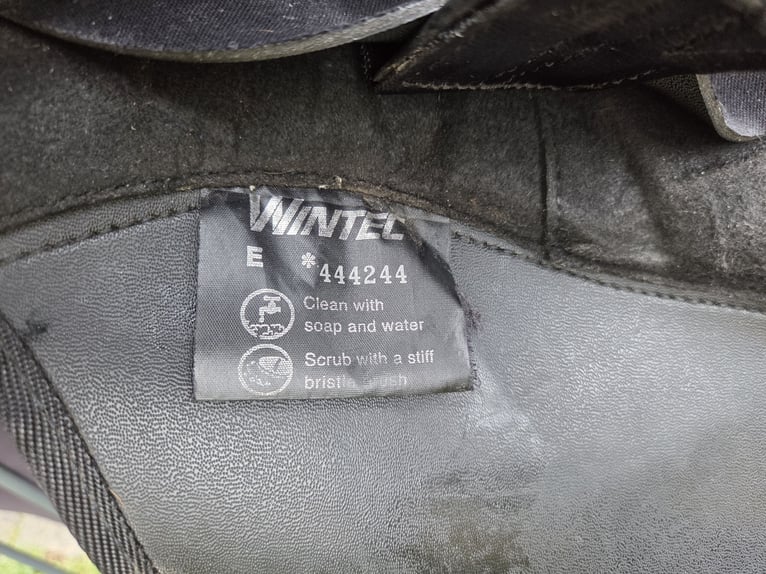 WINTEC
E *444244
Clean with
soap and water
Scrub with a stiff
bristle brush